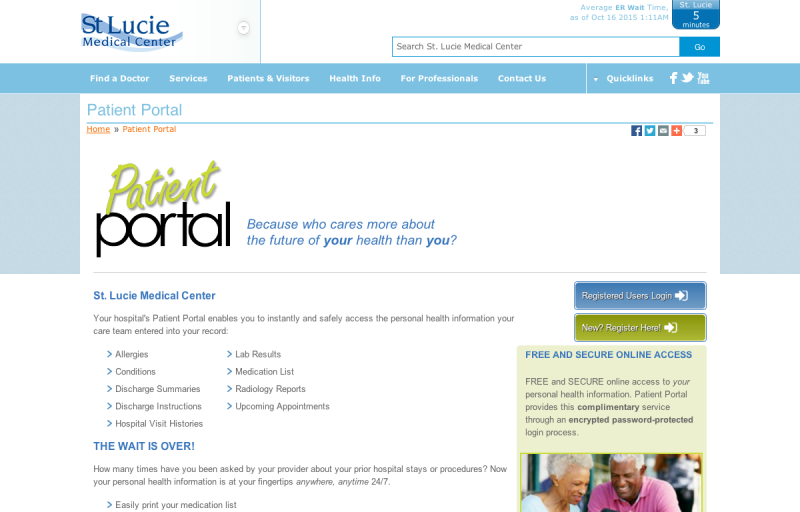 St Lucie
Medical Center
Average ER Wait Time,
as of Oct 16 2015 1:11AM
St. Lucie
5
minutes
Search St. Lucie Medical Center
Go
Find a Doctor
Services
Patients & Visitors
Health Info
For Professionals
Contact Us
Quicklinks
You
Tube
Patient Portal
Home » Patient Portal
3
Patient
portal
Because who cares more about
the future of your health than you?
St. Lucie Medical Center
Your hospital's Patient Portal enables you to instantly and safely access the personal health information your
care team entered into your record:
Allergies
Conditions
Discharge Summaries
Discharge Instructions
Hospital Visit Histories
Lab Results
Medication List
Radiology Reports
Upcoming Appointments
THE WAIT IS OVER!
How many times have you been asked by your provider about your prior hospital stays or procedures? Now
your personal health information is at your fingertips anywhere, anytime 24/7.
Easily print your medication list
Registered Users Login
New? Register Here!
FREE AND SECURE ONLINE ACCESS
FREE and SECURE online access to your
personal health information. Patient Portal
provides this complimentary service
through an encrypted password-protected
login process.